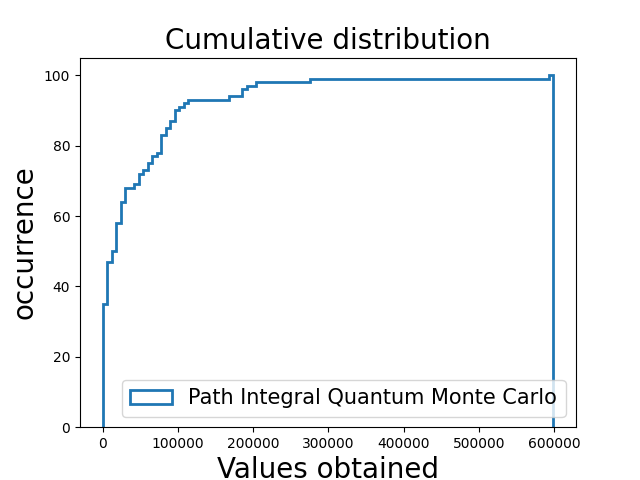 Cumulative distribution
occurrence
100
80
60
40
20
0
Path Integral Quantum Monte Carlo
0 100000 200000 300000 400000 500000 600000
Values obtained